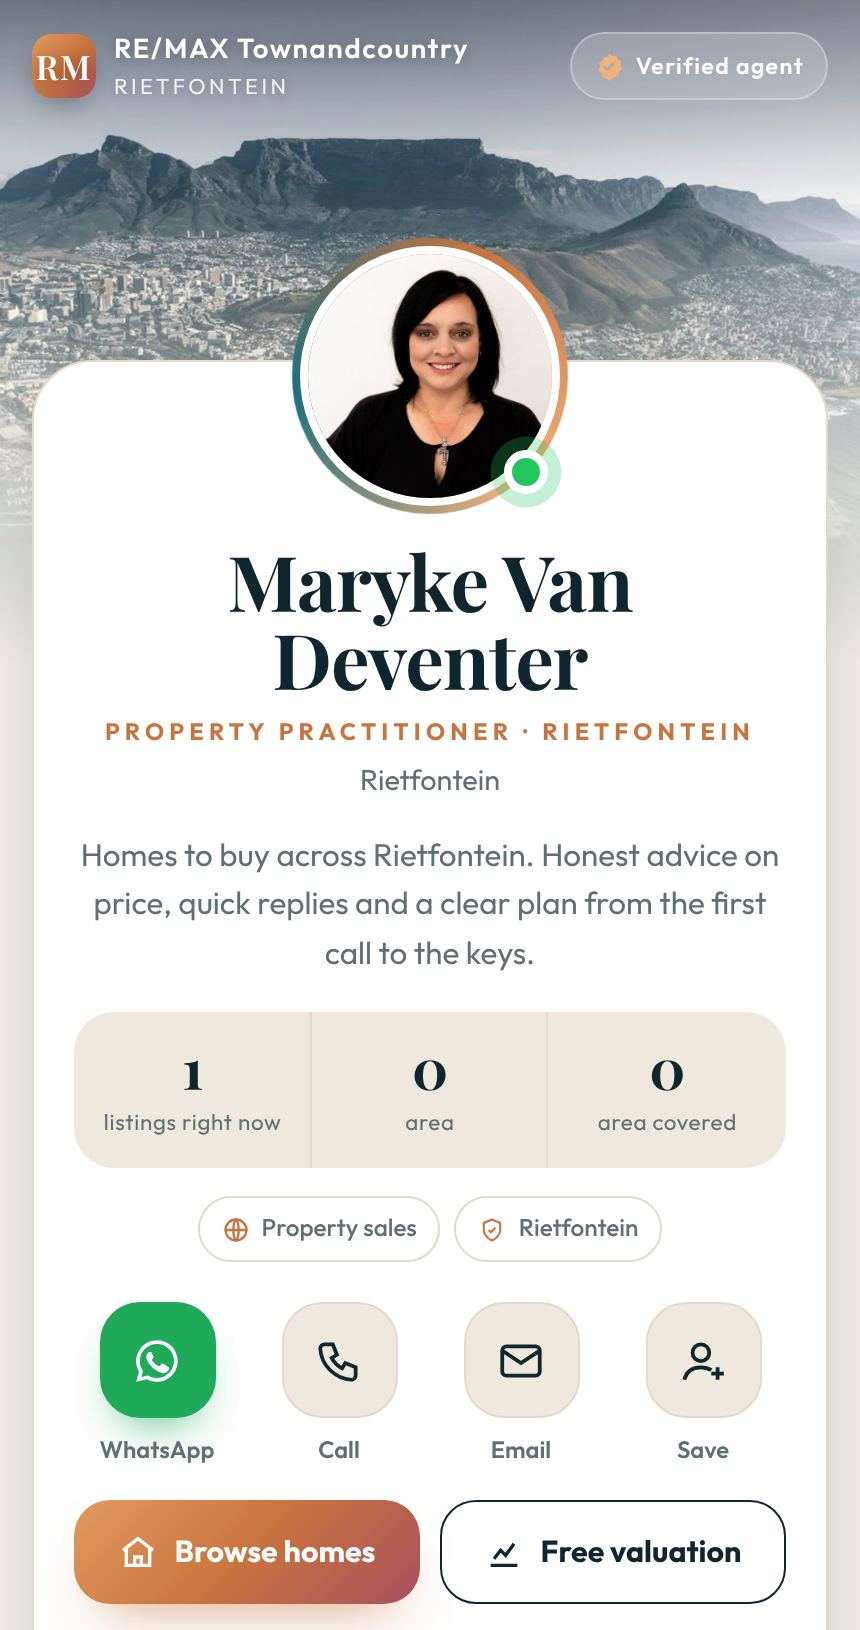 RM
RE/MAX Townandcountry
RIETFONTEIN
Verified agent
Maryke Van
Deventer
PROPERTY PRACTITIONER · RIETFONTEIN
Rietfontein
Homes to buy across Rietfontein. Honest advice on
price, quick replies and a clear plan from the first
call to the keys.
1
listings right now
0
area
0
area covered
Property sales
Rietfontein
WhatsApp
Call
Email
Save
Browse homes
Free valuation